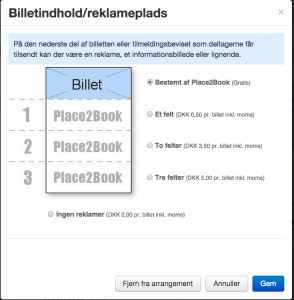 Billetindhold/reklameplads ×
På den nederste del af billetten eller tilmeldingsbeviset som deltagerne får
tilsendt kan der være en reklame, et informationsbillede eller lignende.
Billet
Bestemt af Place2Book (Gratis)
1 Place2Book
Et felt (DKK 0,50 pr. billet inkl. moms)
2 Place2Book
To felter (DKK 3,50 pr. billet inkl. moms)
3 Place2Book
Tre felter (DKK 5,00 pr. billet inkl. moms)
Ingen reklamer (DKK 2,00 pr. billet inkl. moms)
Fjern fra arrangement Annuller Gem